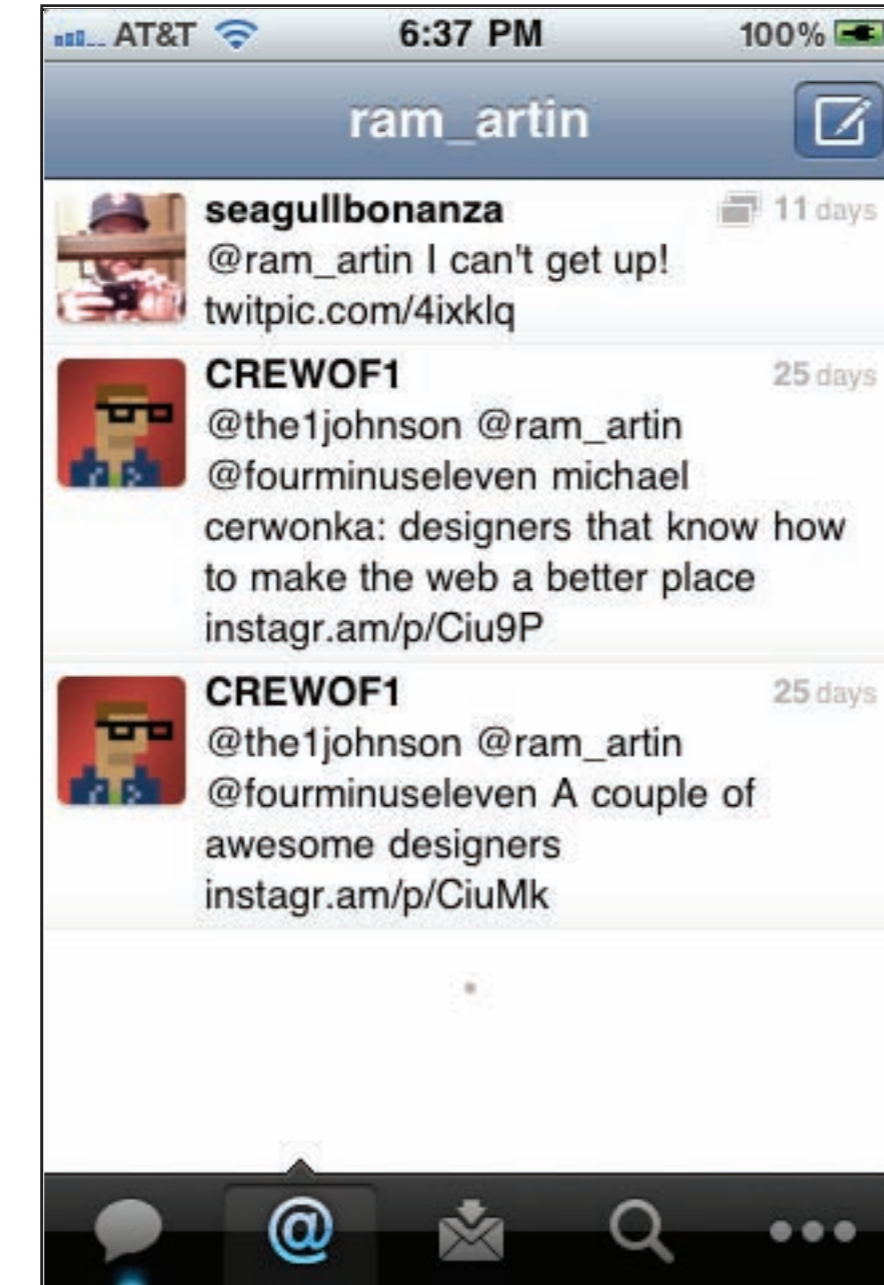 AT&T 6:37 PM 100%
ram_artin
seagullbonanza 11 days
@ram_artin I can't get up!
twitpic.com/4ixklq
CREWOF1 25 days
@the1johnson @ram_artin
@fourminuseleven michael
cerwonka: designers that know how
to make the web a better place
instagr.am/p/Ciu9P
CREWOF1 25 days
@the1johnson @ram_artin
@fourminuseleven A couple of
awesome designers
instagr.am/p/CiuMk
@